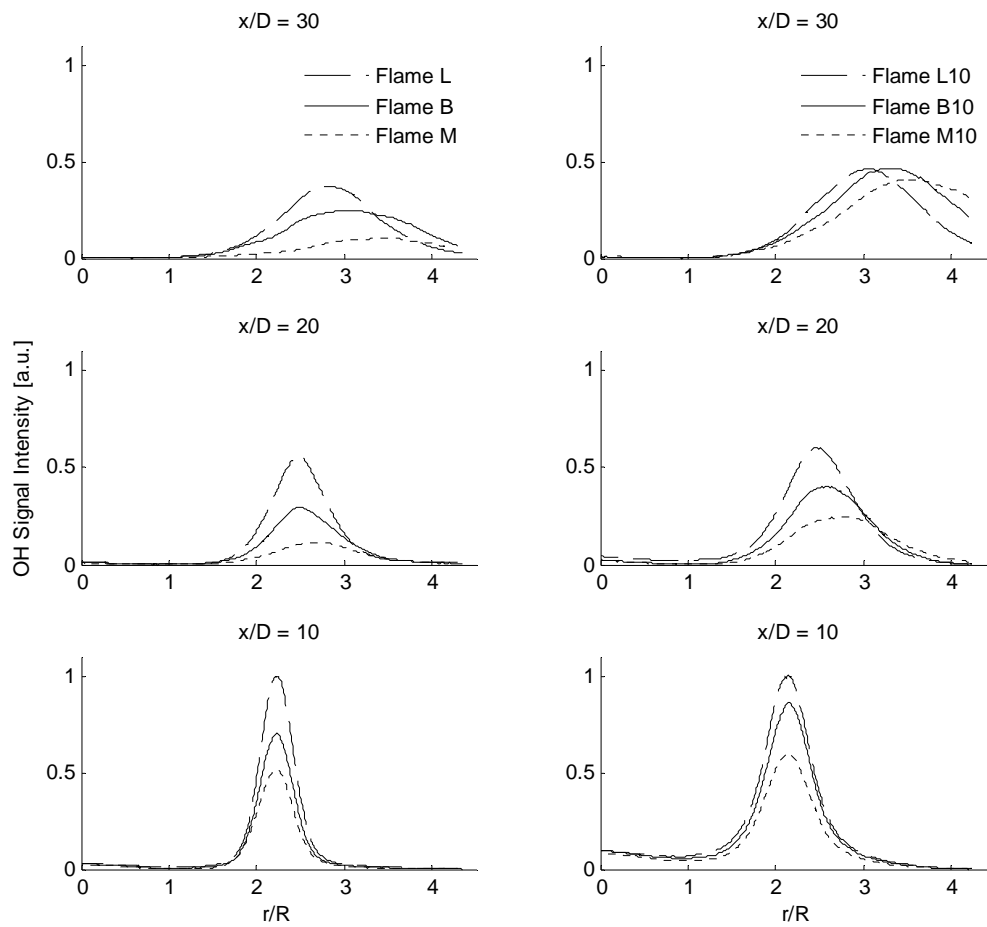 x/D = 30
1
0.5
0
Flame L
Flame B
Flame M
0 1 2 3 4
x/D = 30
1
0.5
0
Flame L10
Flame B10
Flame M10
0 1 2 3 4
OH Signal Intensity [a.u.]
x/D = 20
1
0.5
0
0 1 2 3 4
x/D = 20
1
0.5
0
0 1 2 3 4
x/D = 10
1
0.5
0
0 1 2 3 4
r/R
x/D = 10
1
0.5
0
0 1 2 3 4
r/R